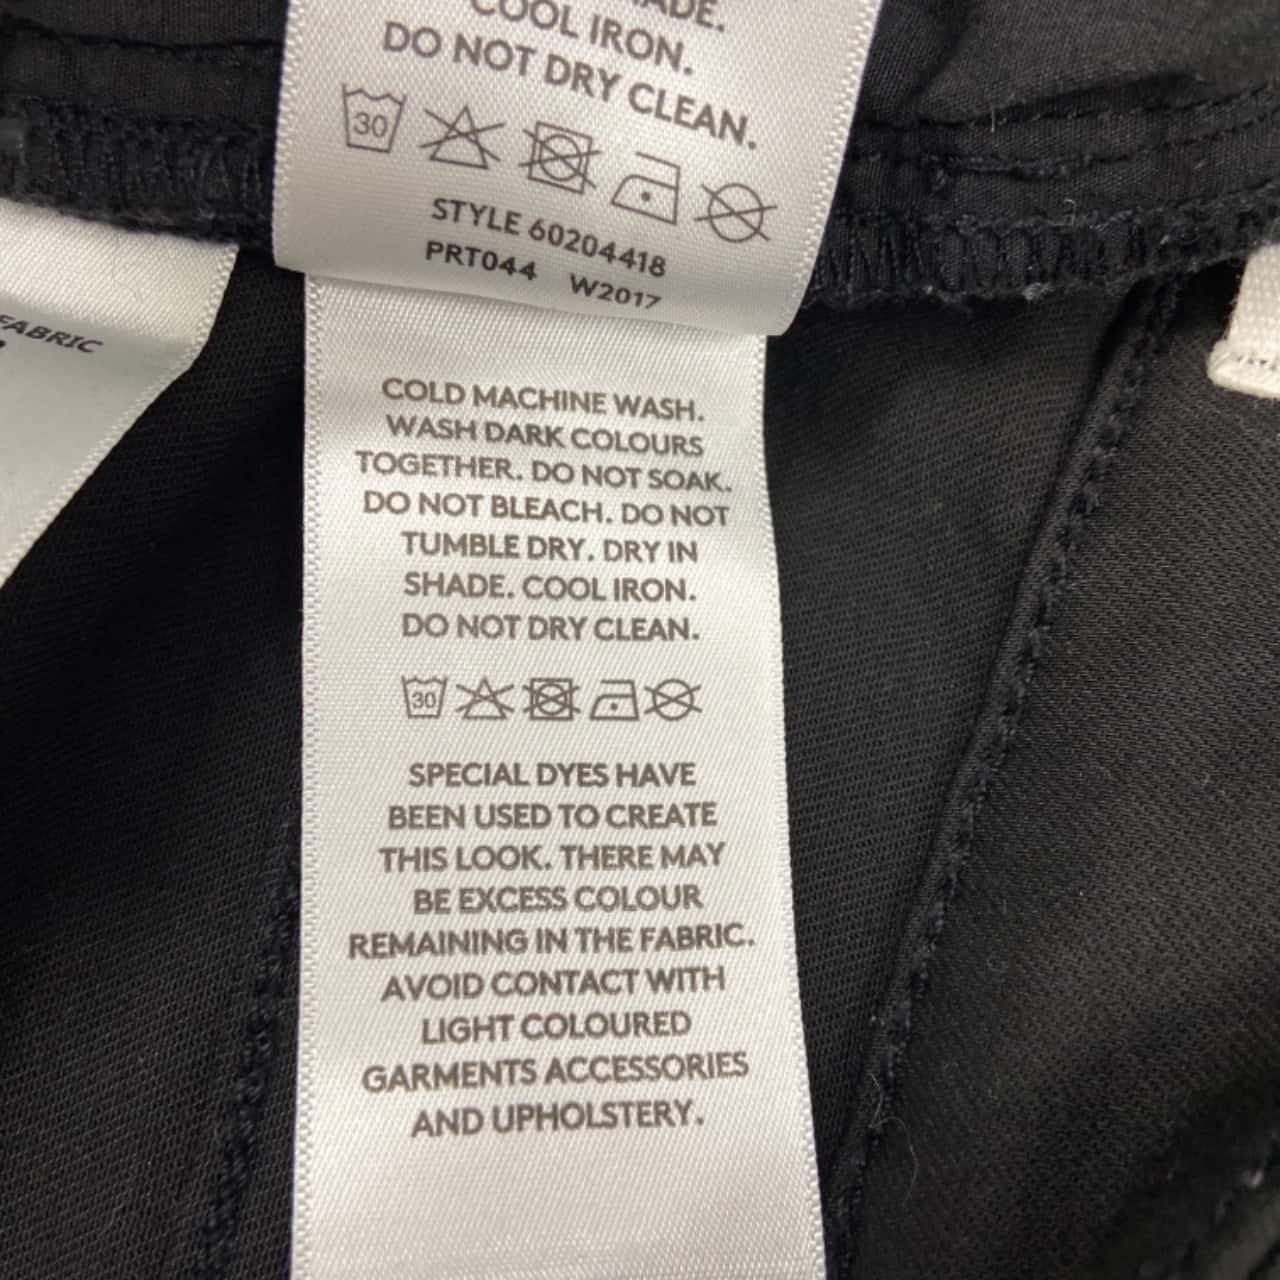 COOL IRON.
DO NOT DRY CLEAN.
30
STYLE 60204418
PRT044 W2017
FABRIC
COLD MACHINE WASH.
WASH DARK COLOURS
TOGETHER. DO NOT SOAK.
DO NOT BLEACH. DO NOT
TUMBLE DRY. DRY IN
SHADE. COOL IRON.
DO NOT DRY CLEAN.
30
SPECIAL DYES HAVE
BEEN USED TO CREATE
THIS LOOK. THERE MAY
BE EXCESS COLOUR
REMAINING IN THE FABRIC.
AVOID CONTACT WITH
LIGHT COLOURED
GARMENTS ACCESSORIES
AND UPHOLSTERY.